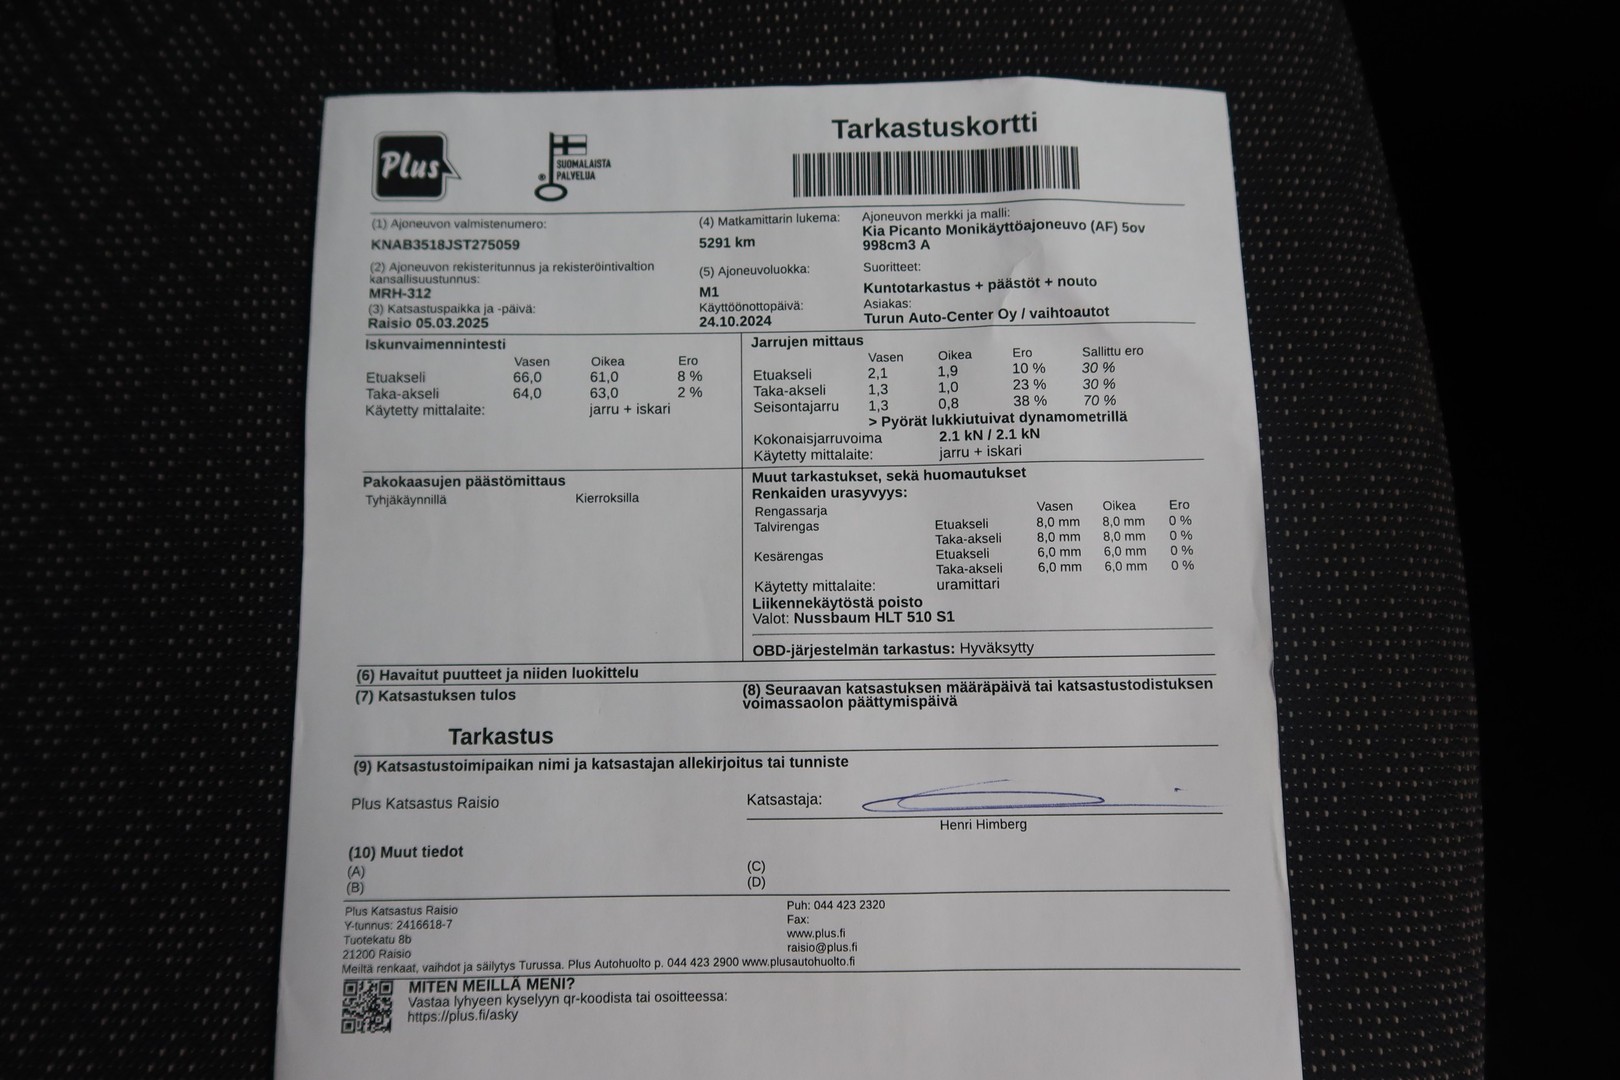 Plus
SUOMALAISTA
PALVELUA
Tarkastuskortti
(1) Ajoneuvon valmistenumero:
KNAB3518JST275059
(2) Ajoneuvon rekisteritunnus ja rekisteröintivaltion
kansallisuustunnus:
MRH-312
(3) Katsastuspaikka ja -päivä:
Raisio 05.03.2025
(4) Matkamittarin lukema:
5291 km
(5) Ajoneuvoluokka:
M1
Käyttöönottopäivä:
24.10.2024
Ajoneuvon merkki ja malli:
Kia Picanto Monikäyttöajoneuvo (AF) 5ov
998cm3 A
Suoritteet:
Kuntotarkastus + päästöt + nouto
Asiakas:
Turun Auto-Center Oy / vaihtoautot
Iskunvaimennintesti
Vasen Oikea Ero
Etuakseli 66,0 61,0 8 %
Taka-akseli 64,0 63,0 2 %
Käytetty mittalaite: jarru + iskari
Jarrujen mittaus
Vasen Oikea Ero Sallittu ero
Etuakseli 2,1 1,9 10 % 30 %
Taka-akseli 1,3 1,0 23 % 30 %
Seisontajarru 1,3 0,8 38 % 70 %
> Pyörät lukkiutuivat dynamometrillä
Kokonaisjarruvoima 2.1 kN / 2.1 kN
Käytetty mittalaite: jarru + iskari
Pakokaasujen päästömittaus
Tyhjäkäynnillä Kierroksilla
Muut tarkastukset, sekä huomautukset
Renkaiden urasyvyys:
Rengassarja Vasen Oikea Ero
Talvirengas Etuakseli 8,0 mm 8,0 mm 0 %
Taka-akseli 8,0 mm 8,0 mm 0 %
Kesärengas Etuakseli 6,0 mm 6,0 mm 0 %
Taka-akseli 6,0 mm 6,0 mm 0 %
Käytetty mittalaite: uramittari
Liikennekäytöstä poisto
Valot: Nussbaum HLT 510 S1
OBD-järjestelmän tarkastus: Hyväksytty
(6) Havaitut puutteet ja niiden luokittelu
(7) Katsastuksen tulos
(8) Seuraavan katsastuksen määräpäivä tai katsastustodistuksen
voimassaolon päättymispäivä
Tarkastus
(9) Katsastustoimipaikan nimi ja katsastajan allekirjoitus tai tunniste
Plus Katsastus Raisio
Katsastaja:
Henri Himberg
(10) Muut tiedot
(A)
(B)
(C)
(D)
Plus Katsastus Raisio
Y-tunnus: 2416618-7
Tuotekatu 8b
21200 Raisio
Puh: 044 423 2320
Fax:
www.plus.fi
raisio@plus.fi
Meiltä renkaat, vaihdot ja säilytys Turussa. Plus Autohuolto p. 044 423 2900 www.plusautohuolto.fi
MITEN MEILLÄ MENI?
Vastaa lyhyeen kyselyyn qr-koodista tai osoitteessa:
https://plus.fi/asky